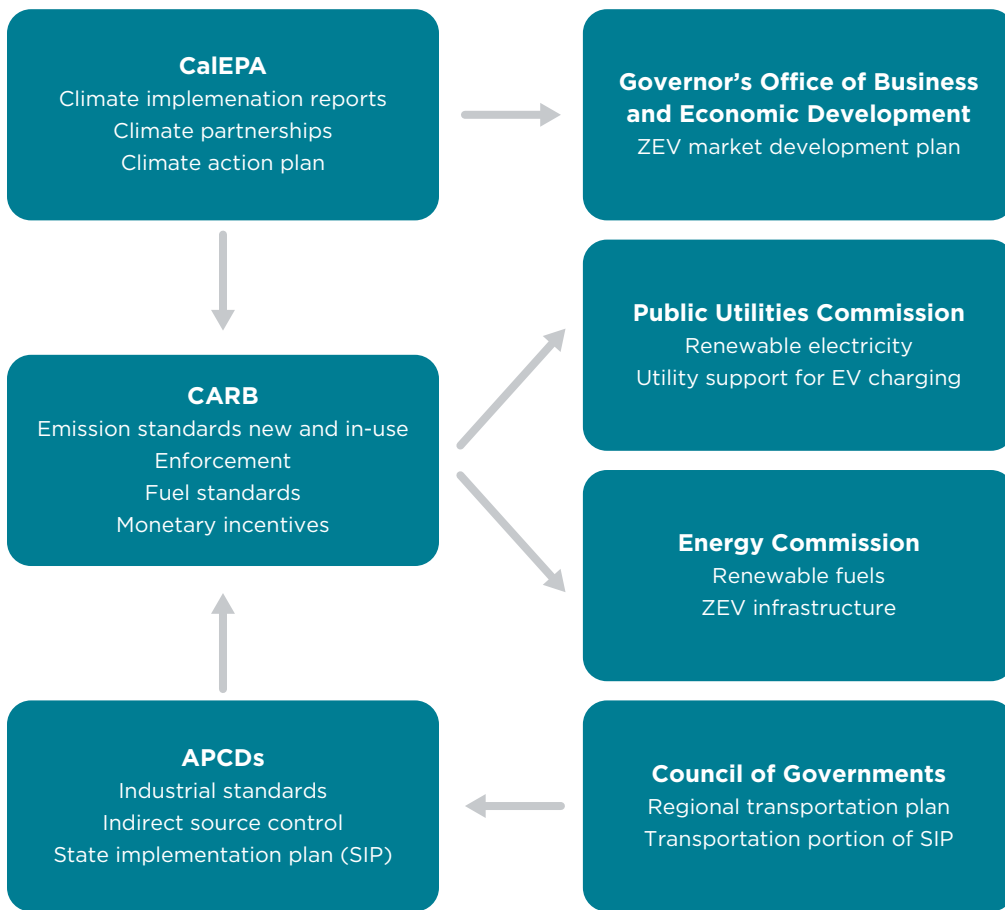 CalEPA
Climate implemenation reports
Climate partnerships
Climate action plan
Governor’s Office of Business
and Economic Development
ZEV market development plan
Public Utilities Commission
Renewable electricity
Utility support for EV charging
CARB
Emission standards new and in-use
Enforcement
Fuel standards
Monetary incentives
Energy Commission
Renewable fuels
ZEV infrastructure
APCDs
Industrial standards
Indirect source control
State implementation plan (SIP)
Council of Governments
Regional transportation plan
Transportation portion of SIP